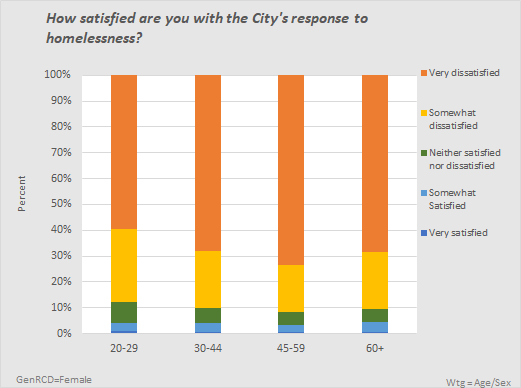 How satisfied are you with the City's response to
homelessness?
100%
90%
80%
70%
60%
50%
40%
30%
20%
10%
0%
Percent
20-29
30-44
45-59
60+
Very dissatisfied
Somewhat
dissatisfied
Neither satisfied
nor dissatisfied
Somewhat
Satisfied
Very satisfied
GenRCD=Female
Wtg = Age/Sex